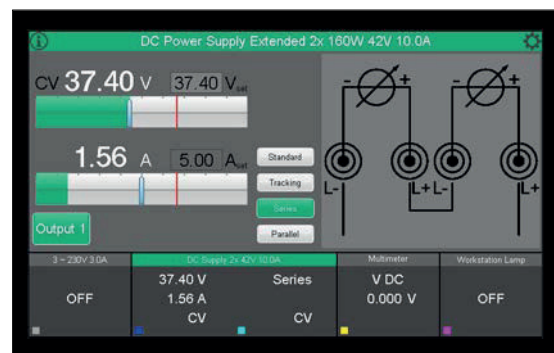 DC Power Supply Extended 2x 160W 42V 10.0A
CV 37.40 V 37.40 Vset
1.56 A 5.00 Aset
Standard
Tracking
Series
Parallel
Output 1
- + - +
L- L+ L- L+
3 ~ 230V 3.0A
OFF
DC Supply 2x 42V 10.0A
37.40 V Series
1.56 A
CV CV
Multimeter
V DC
0.000 V
Workstation Lamp
OFF